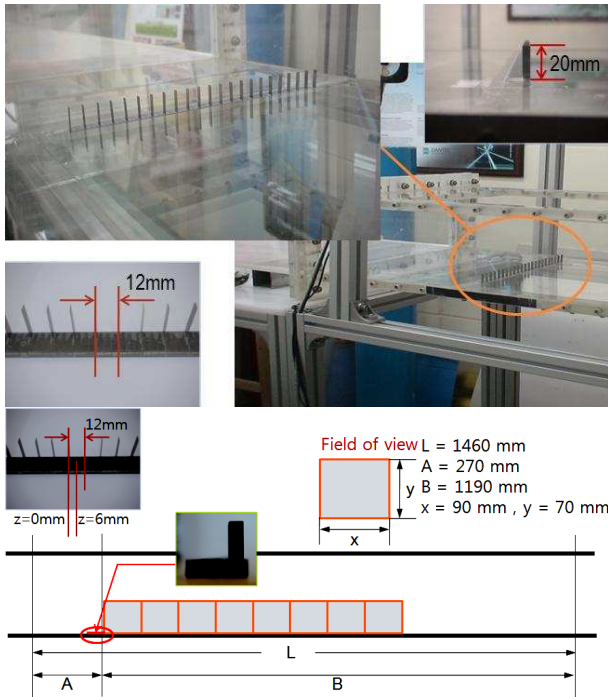 20mm
12mm
12mm
z=0mm
z=6mm
Field of view
L = 1460 mm
A = 270 mm
B = 1190 mm
x = 90 mm , y = 70 mm
y
x
L
A
B